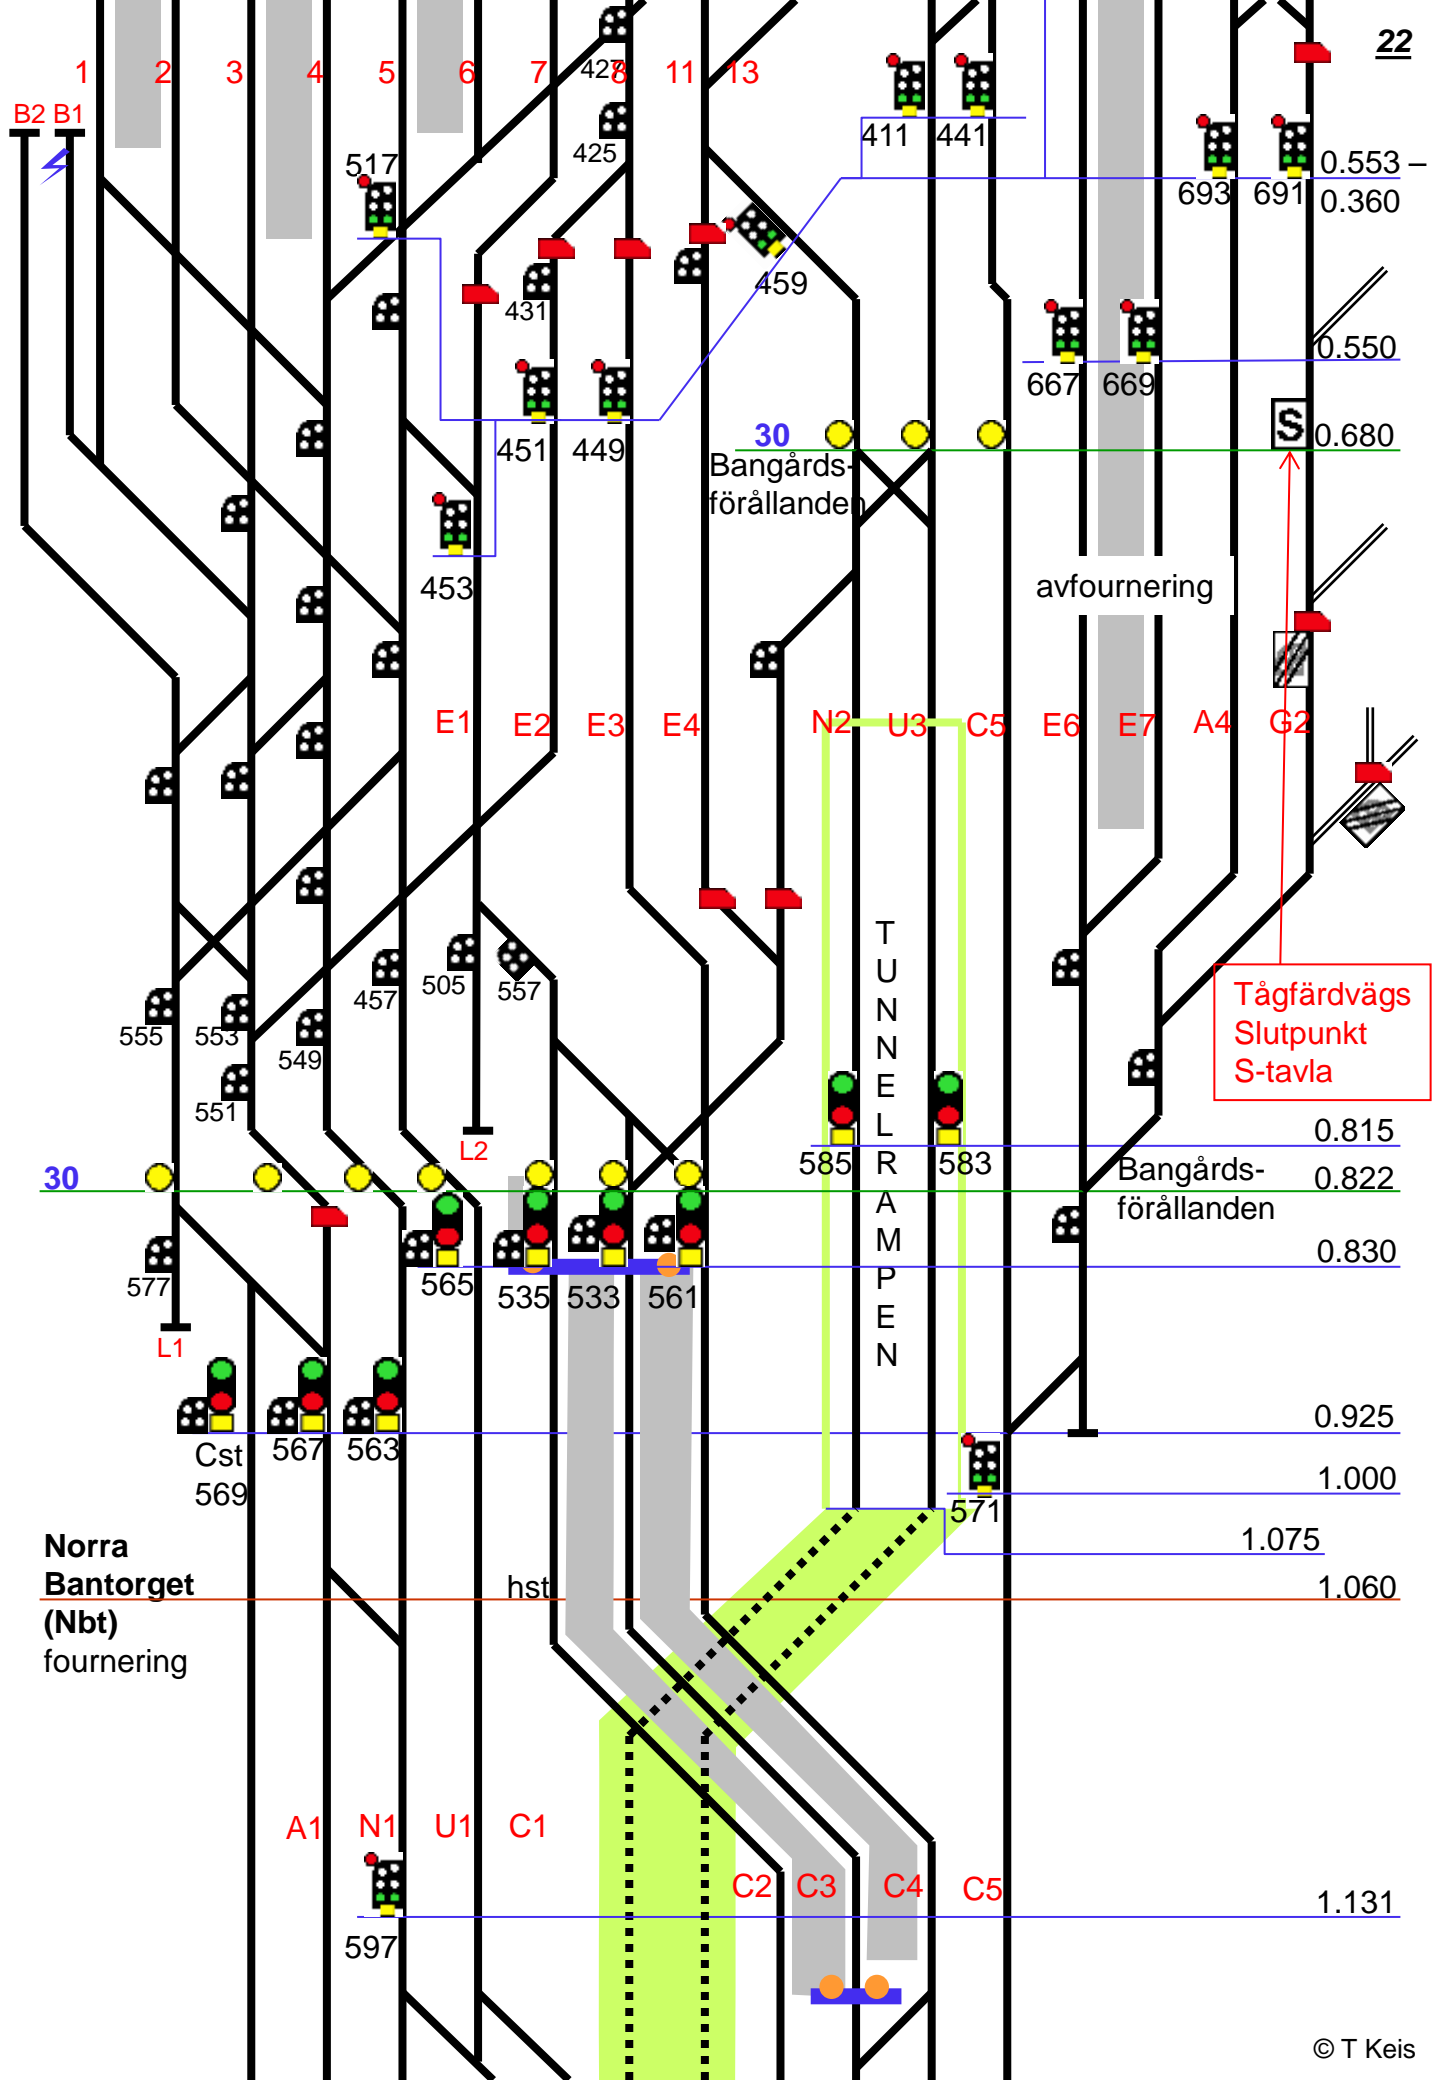 22
1 2 3 4 5 6 7 8 11 13
427
B2 B1
411 441
425
517
0.553 –
693 691
0.360
459
431
0.550
667 669
30
0.680
451 449
Bangårds-
förållanden
S
453
avfournering
E1 E2 E3 E4 N2 U3 C5 E6 E7 A4 G2
TUNNELRAMPEN
505 557
457
Tågfärdvägs
Slutpunkt
S-tavla
555 553
549
551
L2
0.815
585 583
30
Bangårds-
förållanden
0.822
0.830
577
565 535 533 561
L1
0.925
567 563
Cst
569
1.000
571
1.075
Norra
Bantorget
(Nbt)
fournering
hst
1.060
A1 N1 U1 C1
C2 C3 C4 C5
1.131
597
© T Keis